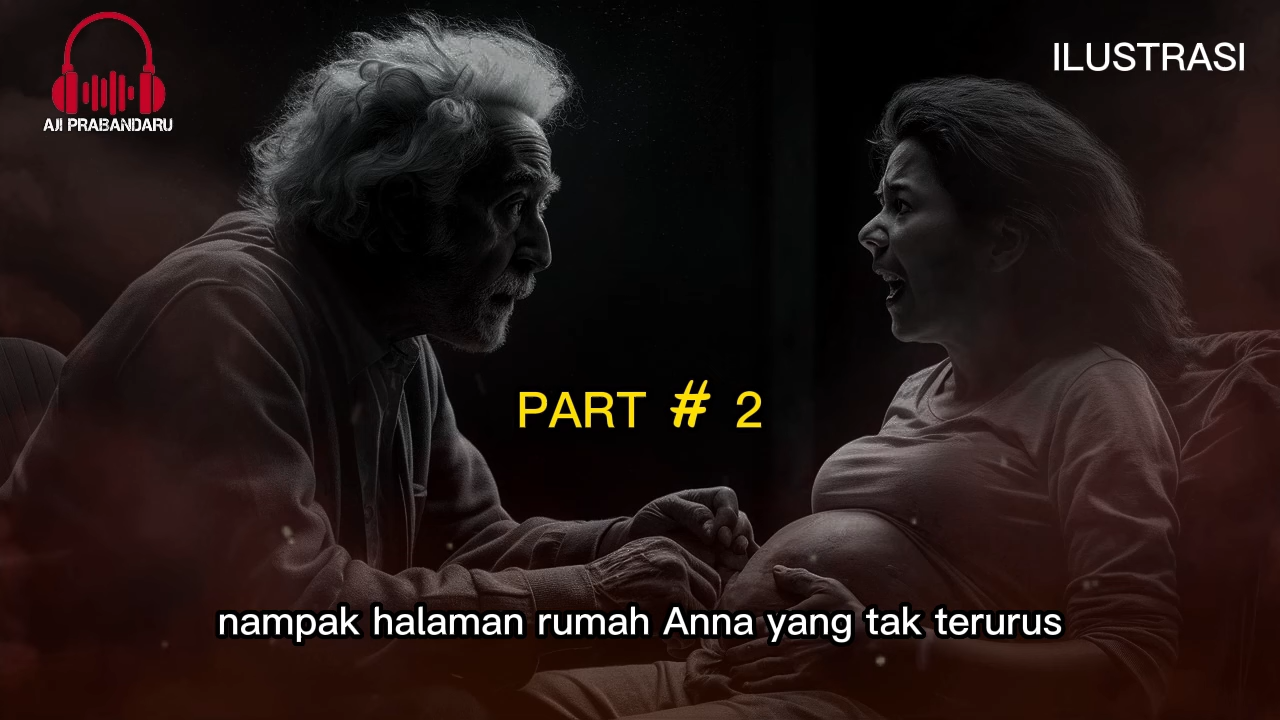 AJI PRABANDARU
ILUSTRASI
PART # 2
nampak halaman rumah Anna yang tak terurus